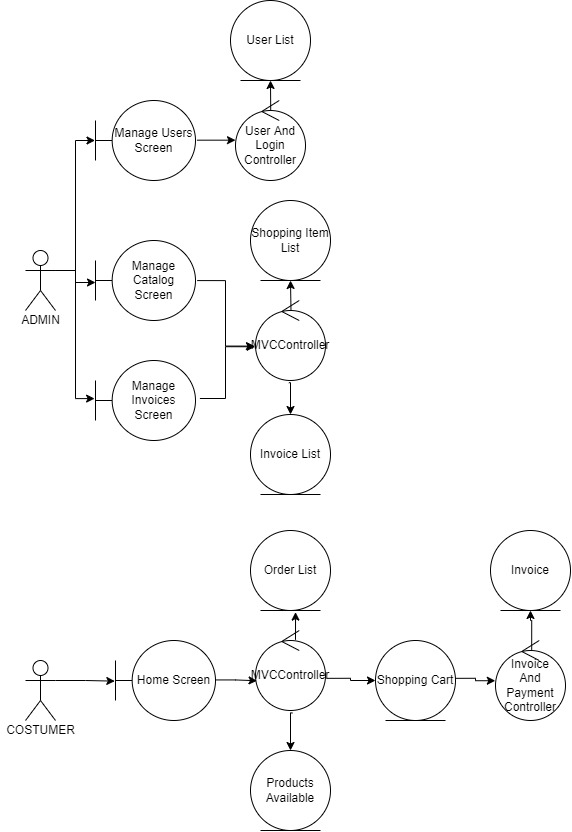 User List
Manage Users
Screen
User And
Login
Controller
Shopping Item
List
Manage
Catalog
Screen
ADMIN
MVCController
Manage
Invoices
Screen
Invoice List
Order List
Invoice
Home Screen
MVCController
Shopping Cart
Invoice
And
Payment
Controller
COSTUMER
Products
Available